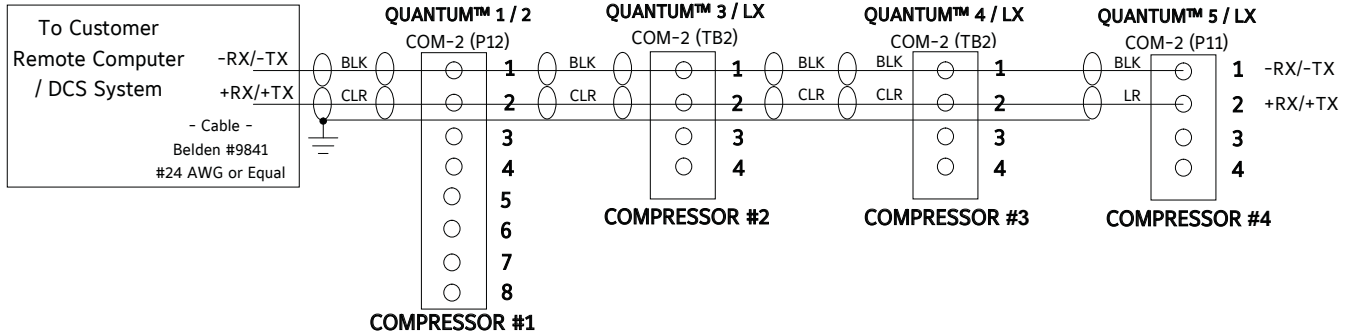 To Customer
Remote Computer
/ DCS System
-RX/-TX
+RX/+TX
- Cable -
Belden #9841
#24 AWG or Equal
BLK
CLR
QUANTUM™ 1 / 2
COM-2 (P12)
1
2
3
4
5
6
7
8
COMPRESSOR #1
BLK
CLR
QUANTUM™ 3 / LX
COM-2 (TB2)
1
2
3
4
COMPRESSOR #2
BLK
CLR
BLK
CLR
QUANTUM™ 4 / LX
COM-2 (TB2)
1
2
3
4
COMPRESSOR #3
BLK
LR
QUANTUM™ 5 / LX
COM-2 (P11)
1 -RX/-TX
2 +RX/+TX
3
4
COMPRESSOR #4